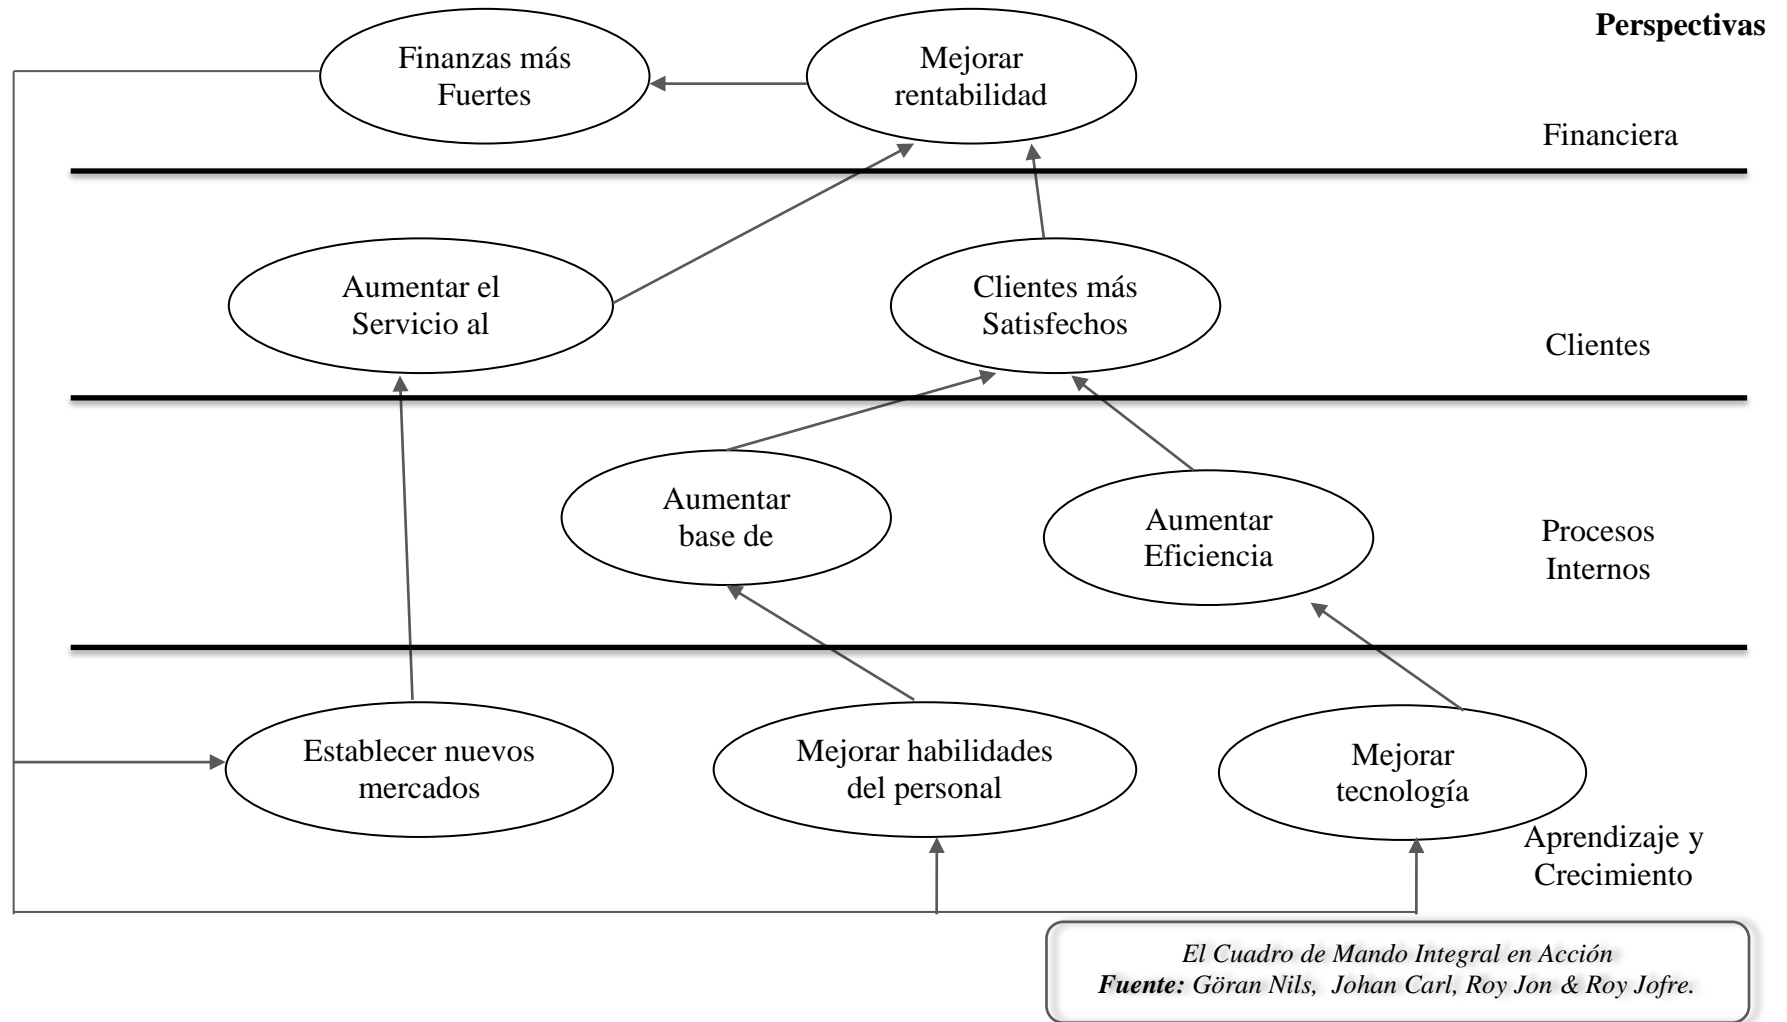 Perspectivas
Finanzas más
Fuertes
Mejorar
rentabilidad
Financiera
Aumentar el
Servicio al
Clientes más
Satisfechos
Clientes
Aumentar
base de
Aumentar
Eficiencia
Procesos
Internos
Establecer nuevos
mercados
Mejorar habilidades
del personal
Mejorar
tecnología
Aprendizaje y
Crecimiento
El Cuadro de Mando Integral en Acción
Fuente: Göran Nils, Johan Carl, Roy Jon & Roy Jofre.